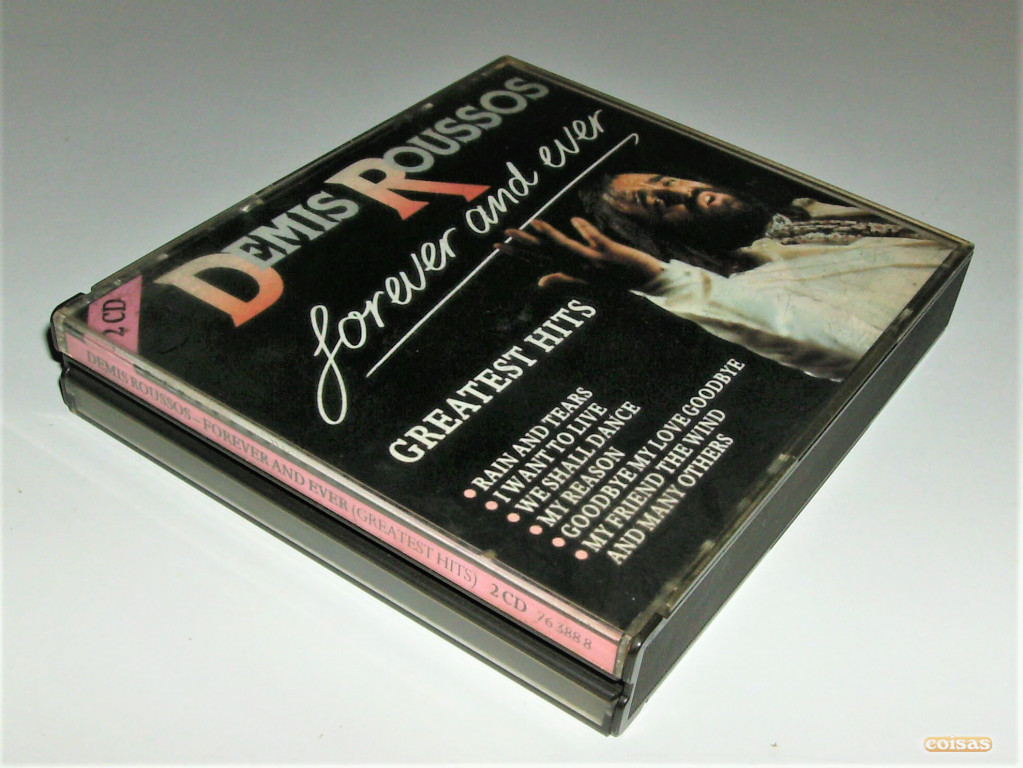 DEMIS ROUSSOS
forever and ever
GREATEST HITS
RAIN AND TEARS
I WANT TO LIVE
WE SHALL DANCE
MY REASON
GOODBYE MY LOVE GOODBYE
MY FRIEND THE WIND
AND MANY OTHERS
2 CD
DEMIS ROUSSOS - FOREVER AND EVER (GREATEST HITS) 2 CD 76 388 8
coisas